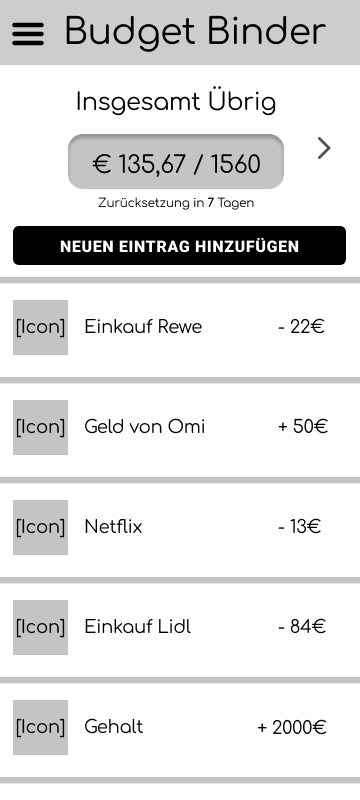 Budget Binder
Insgesamt Übrig
€ 135,67 / 1560
Zurücksetzung in 7 Tagen
NEUEN EINTRAG HINZUFÜGEN
[Icon] Einkauf Rewe - 22€
[Icon] Geld von Omi + 50€
[Icon] Netflix - 13€
[Icon] Einkauf Lidl - 84€
[Icon] Gehalt + 2000€